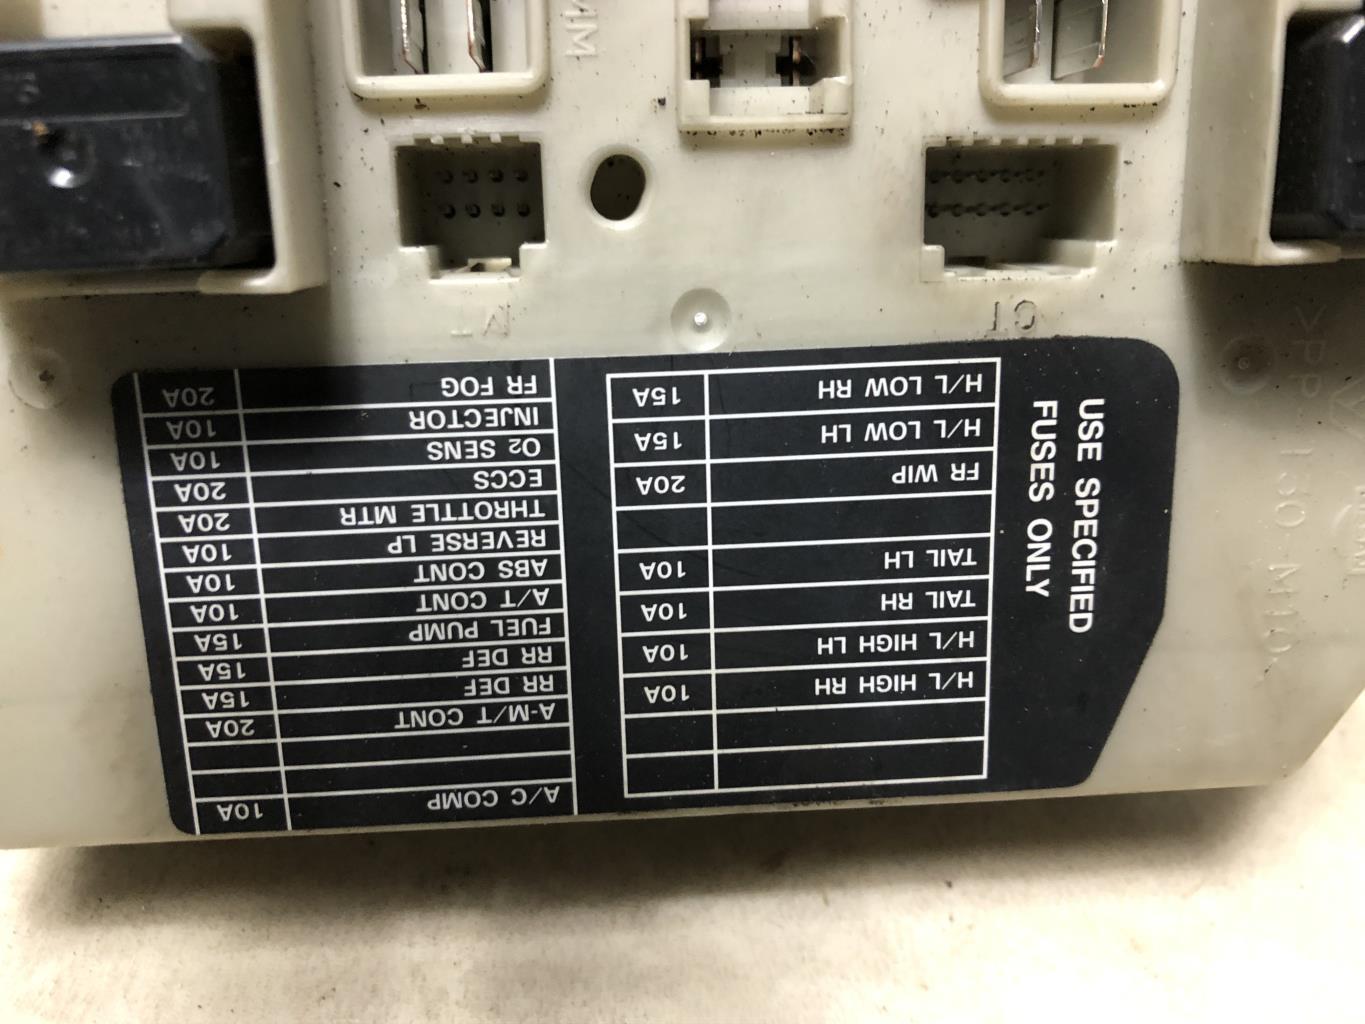 USE SPECIFIED
FUSES ONLY
H/L HIGH RH 10A
H/L HIGH LH 10A
TAIL RH 10A
TAIL LH 10A
FR WIP 20A
H/L LOW LH 15A
H/L LOW RH 15A
A/C COMP 10A
A-M/T CONT 20A
RR DEF 15A
RR DEF 15A
FUEL PUMP 15A
A/T CONT 10A
ABS CONT 10A
REVERSE LP 10A
THROTTLE MTR 20A
ECCS 20A
O2 SENS 10A
INJECTOR 10A
FR FOG 20A
CT